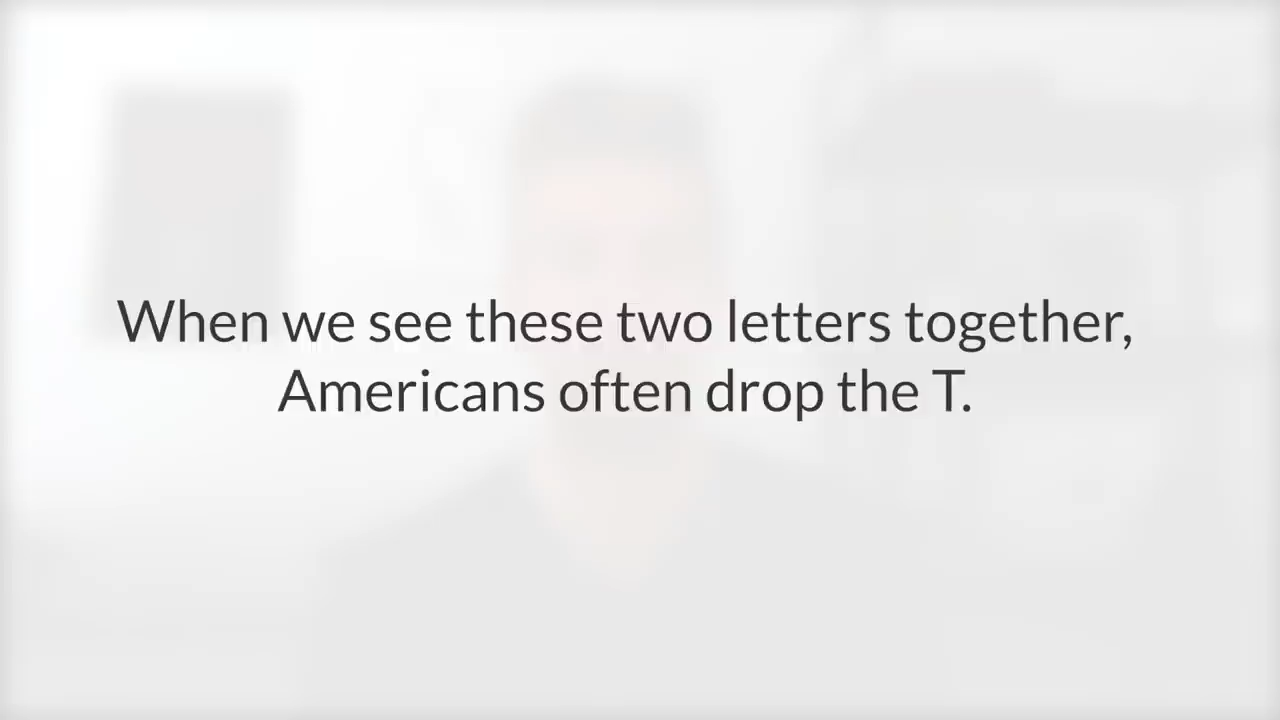 When we see these two letters together,
Americans often drop the T.